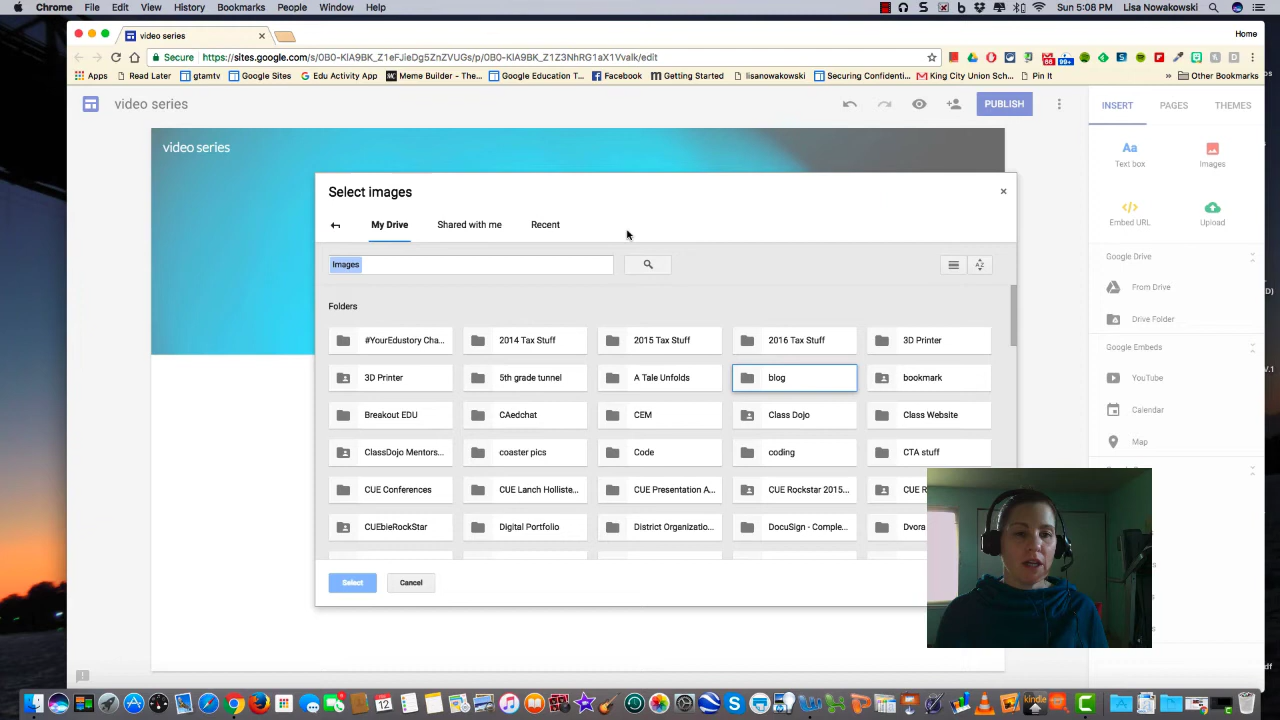 Chrome File Edit View History Bookmarks People Window Help Sun 5:08 PM Lisa Nowakowski
video series Home
Secure https://sites.google.com/s/0B0-KlA9BK_Z1eFJieDg5ZnZVUGs/p/0B0-KlA9BK_Z1Z3NhRG1aX1Vvalk/edit
Apps Read Later gtamtv Google Sites Edu Activity App Meme Builder - The... Google Education T... Facebook Getting Started lisanowakowski Securing Confidenti... King City Union Sch... Pin It » Other Bookmarks
video series PUBLISH INSERT PAGES THEMES
video series
Aa
Text box Images
Embed URL Upload
Google Drive
From Drive
Drive Folder
Google Embeds
YouTube
Calendar
Map
Select images ×
My Drive Shared with me Recent
Images
Folders
#YourEdustory Cha... 2014 Tax Stuff 2015 Tax Stuff 2016 Tax Stuff 3D Printer
3D Printer 5th grade tunnel A Tale Unfolds blog bookmark
Breakout EDU CAedchat CEM Class Dojo Class Website
ClassDojo Mentors... coaster pics Code coding CTA stuff
CUE Conferences CUE Lanch Holliste... CUE Presentation A... CUE Rockstar 2015... CUE R
CUEbieRockStar Digital Portfolio District Organizatio... DocuSign - Comple... Dvora
Select Cancel